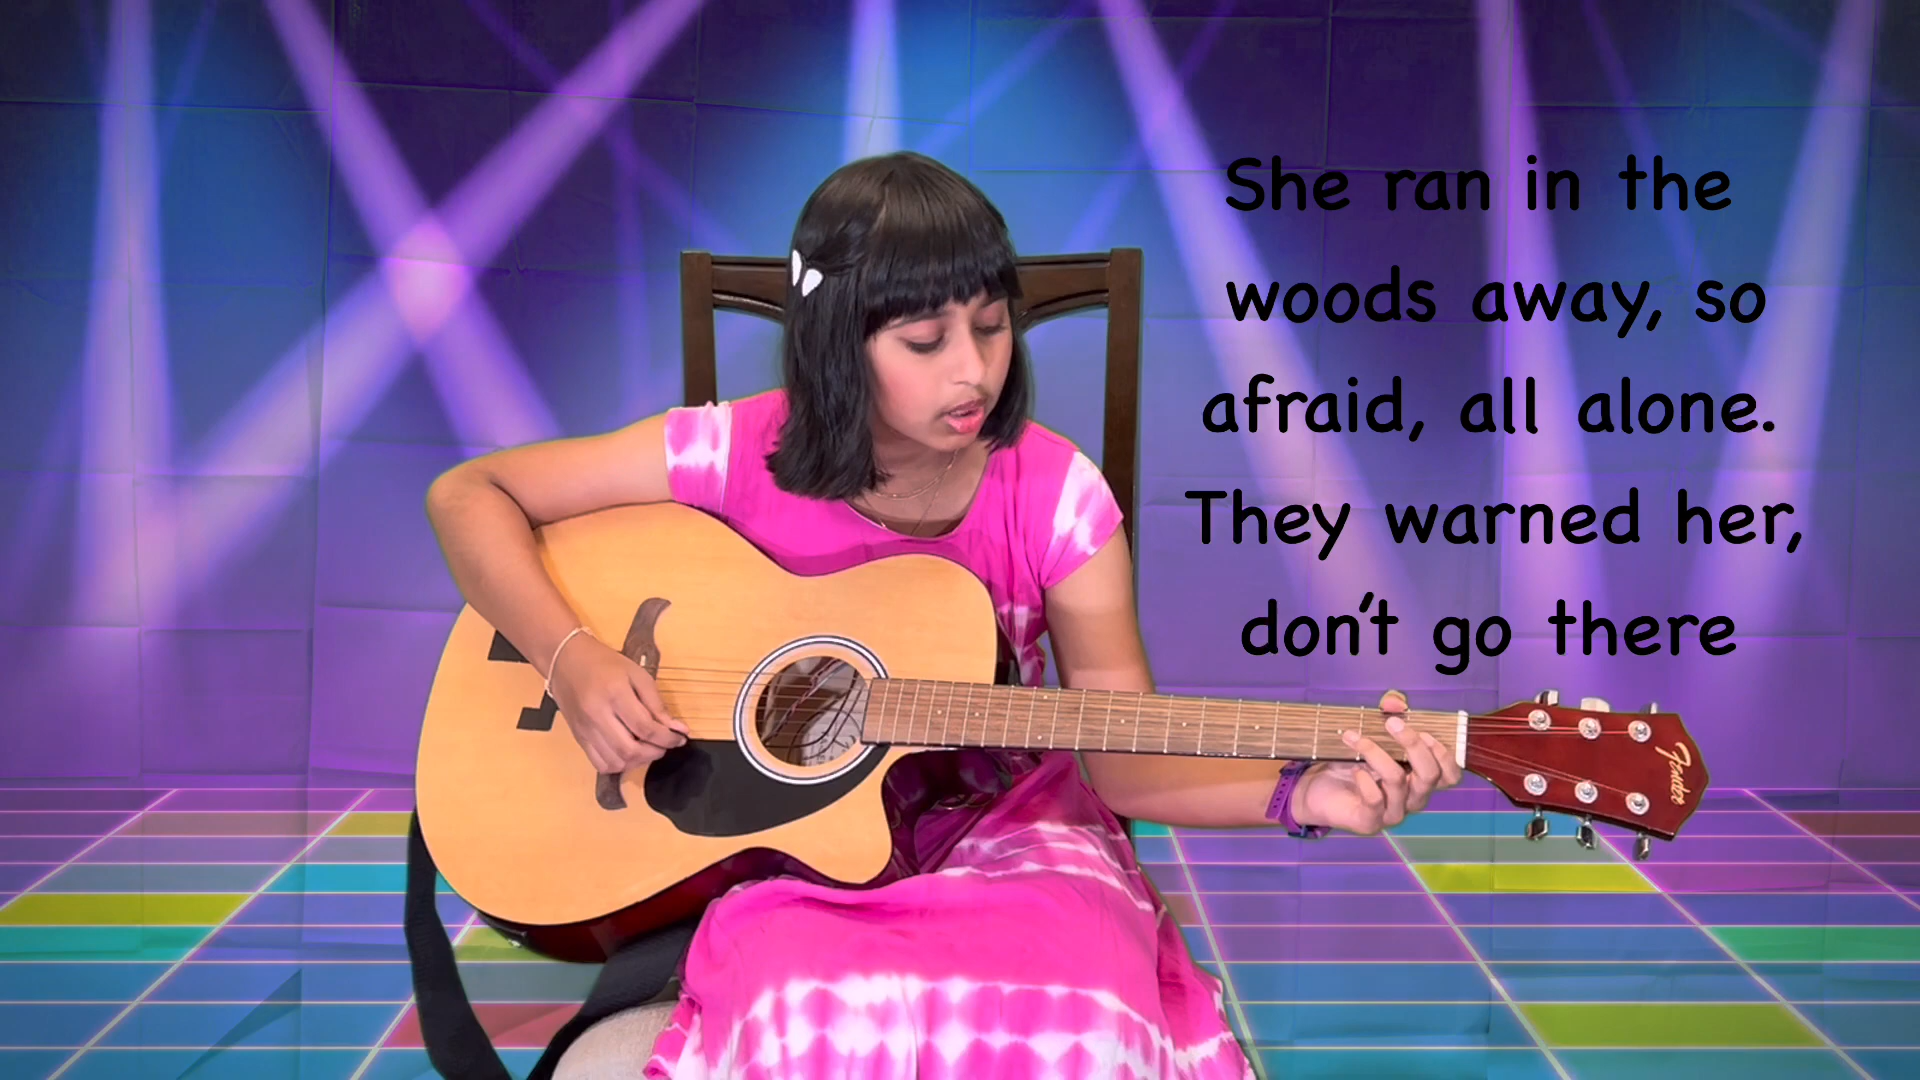 She ran in the
woods away, so
afraid, all alone.
They warned her,
don't go there
Fender